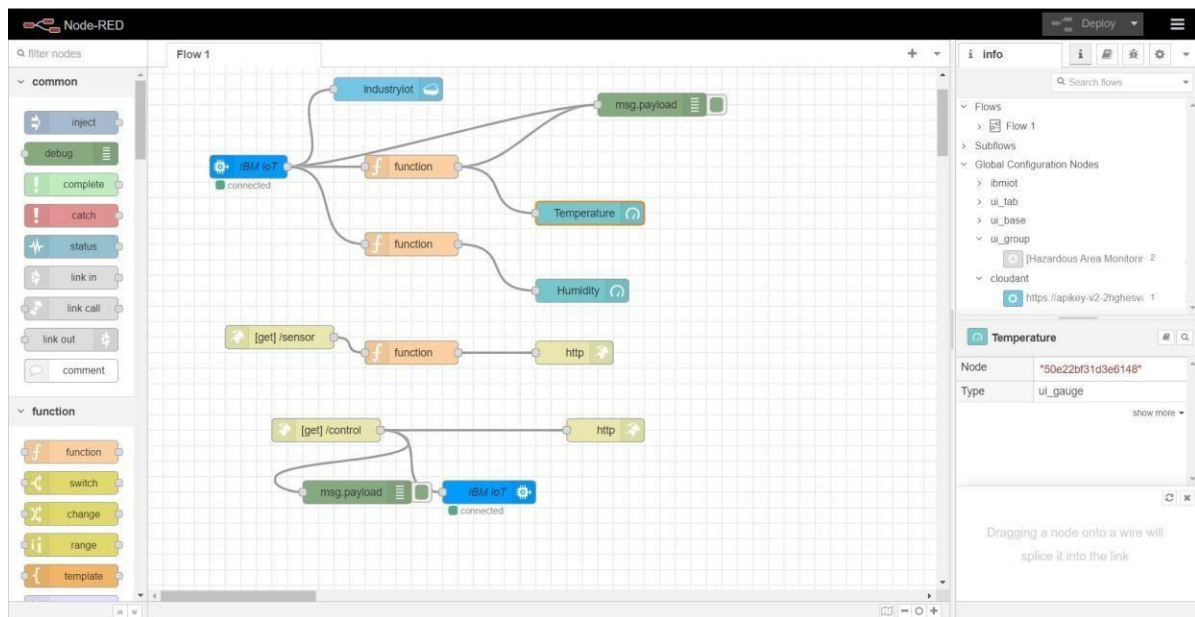 Node-RED
Deploy
filter nodes
Flow 1
info
i
common
industryiot
msg.payload
Search flows
inject
Flows
Flow 1
debug
Subflows
IBM IoT
function
Global Configuration Nodes
connected
complete
ibmiot
catch
Temperature
ui_tab
ui_base
status
function
ui_group
link in
Humidity
[Hazardous Area Monitorir 2
cloudant
link call
https://apikey-v2-2hghesv 1
link out
[get] /sensor
function
http
Temperature
comment
Node
"50e22bf31d3e6148"
Type
ui_gauge
function
show more
[get] /control
http
function
switch
msg.payload
IBM IoT
connected
change
Dragging a node onto a wire will
splice it into the link
range
template